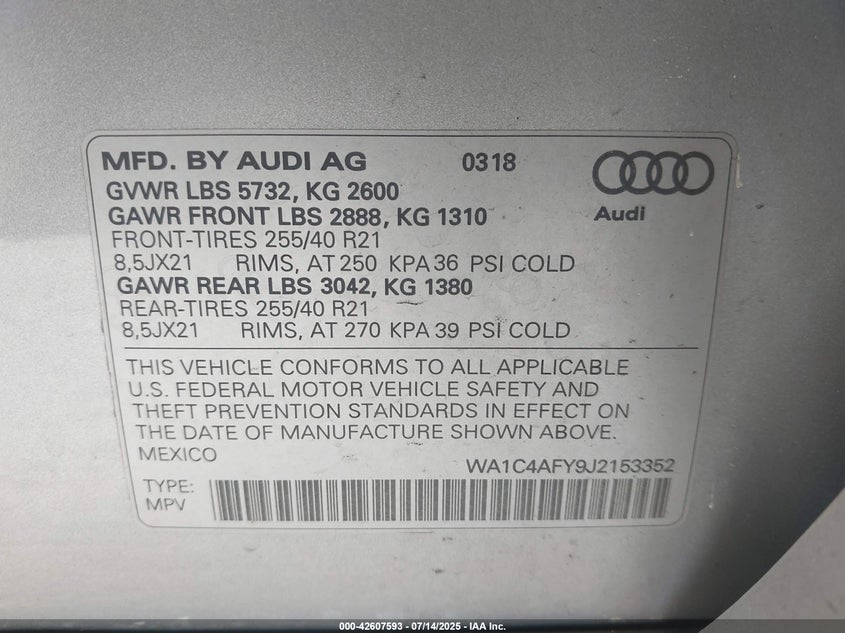 MFD. BY AUDI AG 0318
GVWR LBS 5732, KG 2600
GAWR FRONT LBS 2888, KG 1310
Audi
FRONT-TIRES 255/40 R21
8,5JX21 RIMS, AT 250 KPA 36 PSI COLD
GAWR REAR LBS 3042, KG 1380
REAR-TIRES 255/40 R21
8,5JX21 RIMS, AT 270 KPA 39 PSI COLD
THIS VEHICLE CONFORMS TO ALL APPLICABLE
U.S. FEDERAL MOTOR VEHICLE SAFETY AND
THEFT PREVENTION STANDARDS IN EFFECT ON
THE DATE OF MANUFACTURE SHOWN ABOVE.
MEXICO
WA1C4AFY9J2153352
TYPE:
MPV
000-42607593 - 07/14/2025 - IAA Inc.